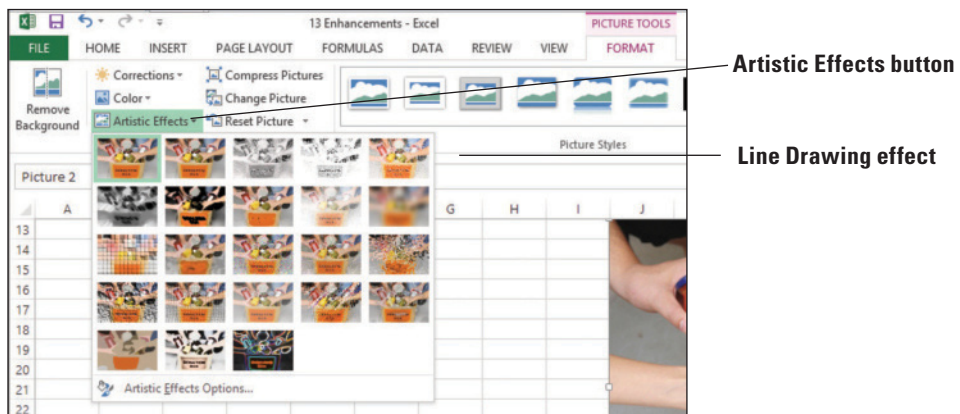 13 Enhancements - Excel
PICTURE TOOLS
FILE HOME INSERT PAGE LAYOUT FORMULAS DATA REVIEW VIEW FORMAT
Artistic Effects button
Corrections
Compress Pictures
Color
Change Picture
Remove Background
Artistic Effects
Reset Picture
Picture Styles
Line Drawing effect
Picture 2
A G H I J
13
14
15
16
17
18
19
20
21
22
Artistic Effects Options...